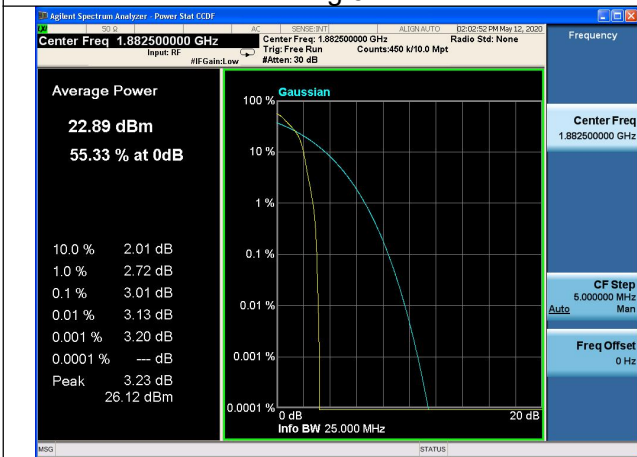 Agilent Spectrum Analyzer - Power Stat CCDF
50 Ω AC SENSE:INT ALIGN AUTO 02:02:52 PM May 12, 2020
Center Freq 1.882500000 GHz
Input: RF
#IFGain:Low
Center Freq: 1.882500000 GHz
Trig: Free Run Counts:450 k/10.0 Mpt
#Atten: 30 dB
Radio Std: None
Frequency
Average Power
22.89 dBm
55.33 % at 0dB
10.0 % 2.01 dB
1.0 % 2.72 dB
0.1 % 3.01 dB
0.01 % 3.13 dB
0.001 % 3.20 dB
0.0001 % --- dB
Peak 3.23 dB
26.12 dBm
Gaussian
100 %
10 %
1 %
0.1 %
0.01 %
0.001 %
0.0001 %
0 dB 20 dB
Info BW 25.000 MHz
Center Freq
1.882500000 GHz
CF Step
5.000000 MHz
Auto Man
Freq Offset
0 Hz
MSG STATUS